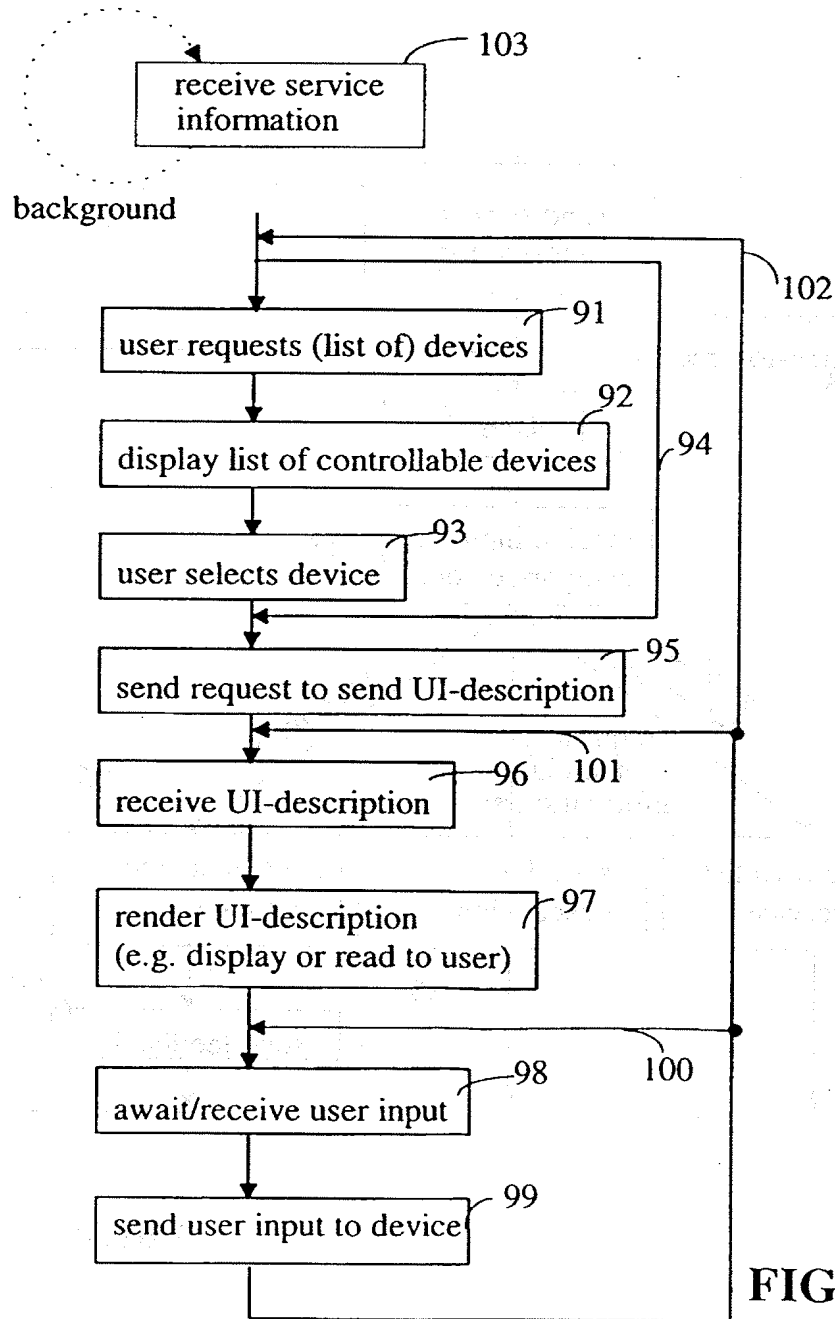 103
receive service
information
background
102
91
user requests (list of) devices
92
display list of controllable devices
94
93
user selects device
95
send request to send UI-description
101
96
receive UI-description
97
render UI-description
(e.g. display or read to user)
100
98
await/receive user input
99
send user input to device
FIG